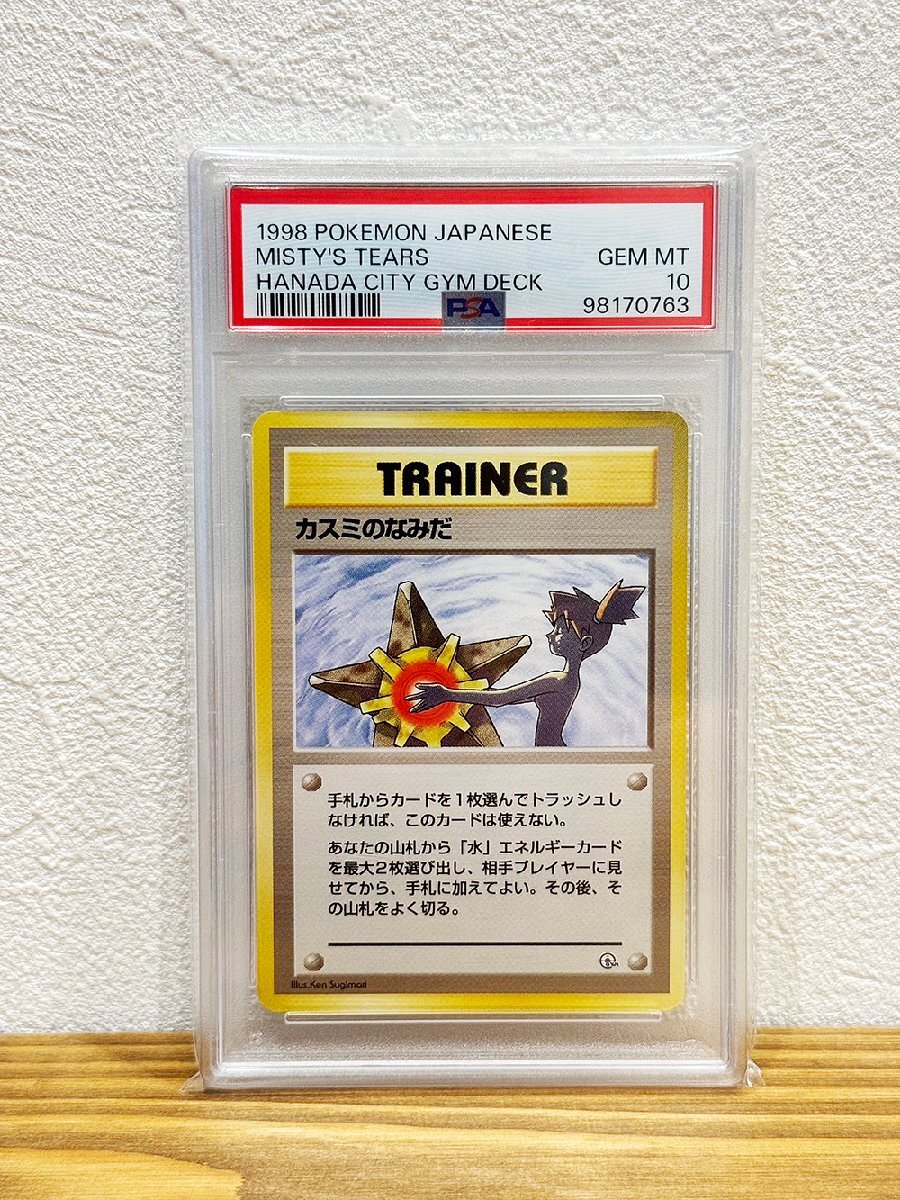 1998 POKEMON JAPANESE
MISTY'S TEARS GEM MT
HANADA CITY GYM DECK 10
PSA 98170763
TRAINER
カスミのなみだ
手札からカードを1枚選んでトラッシュし
なければ、このカードは使えない。
あなたの山札から「水」エネルギーカード
を最大2枚選び出し、相手プレイヤーに見
せてから、手札に加えてよい。その後、そ
の山札をよく切る。
Illus. Ken Sugimori